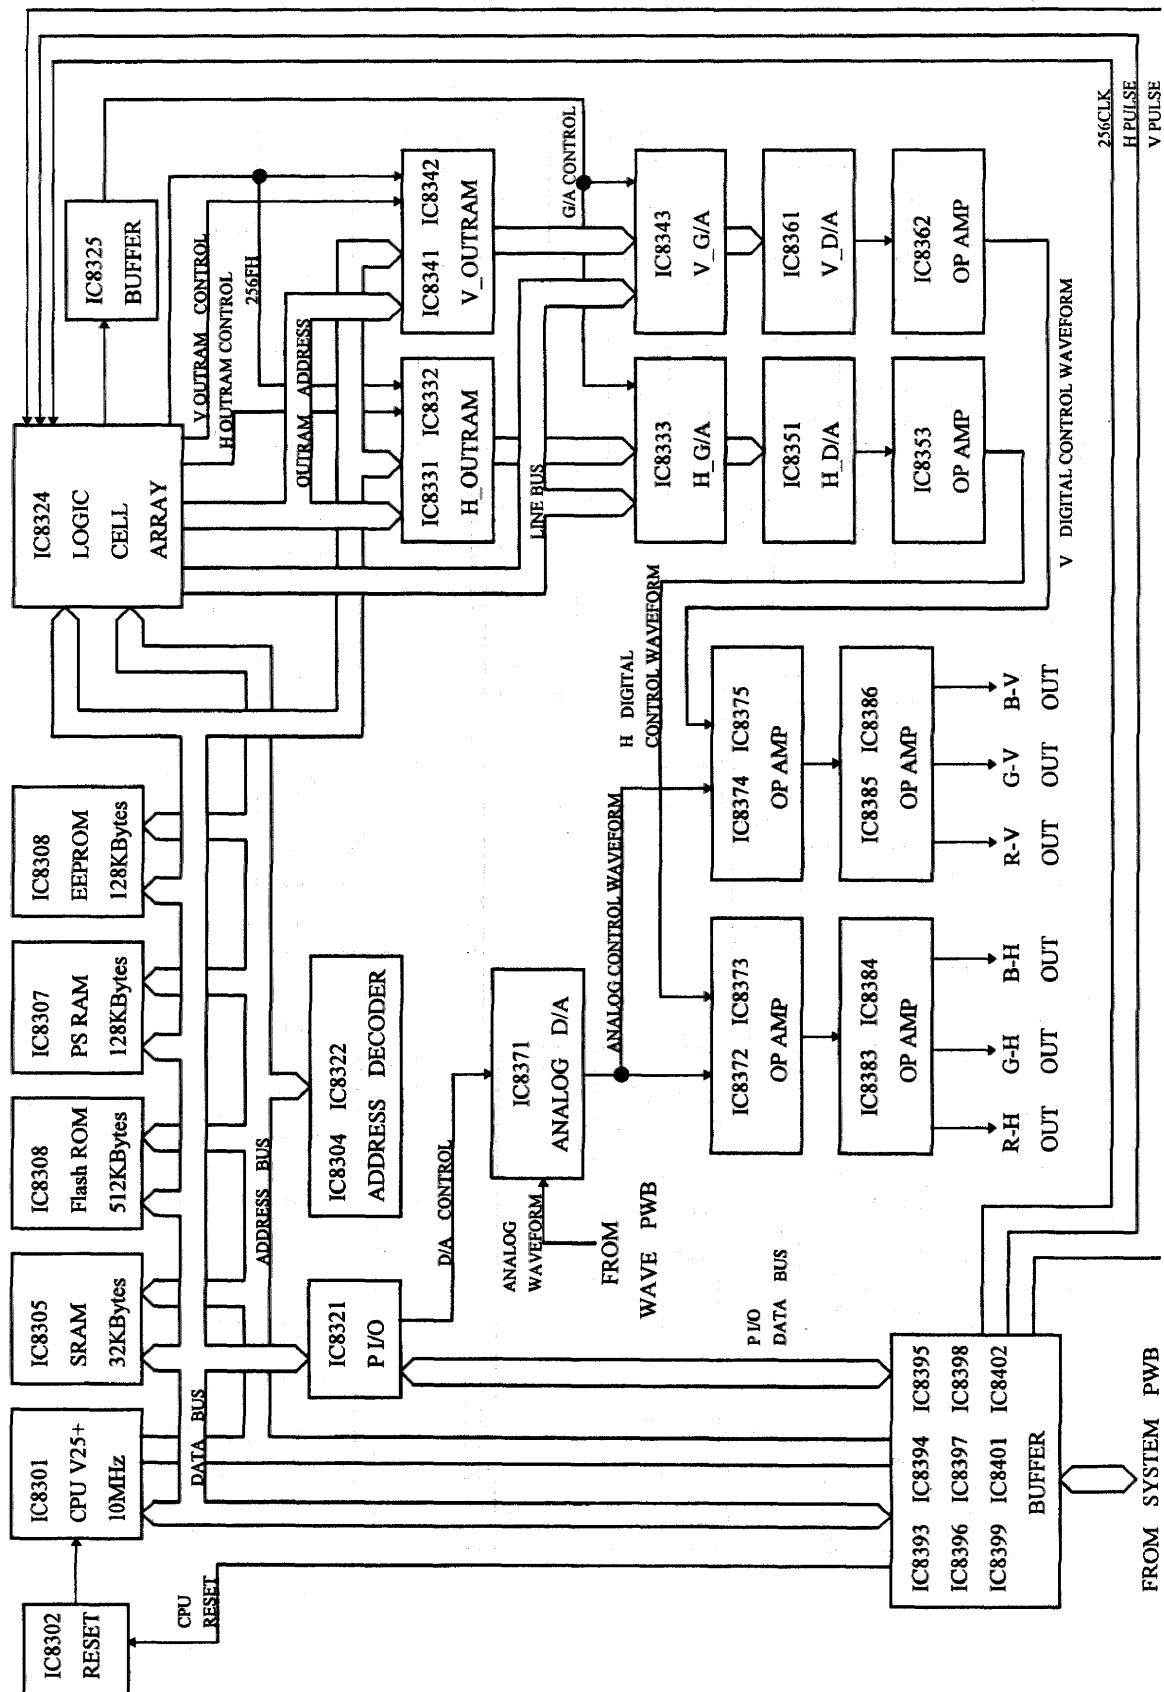 IC8302
RESET
IC8301
CPU V25+
10MHz
IC8305
SRAM
32KBytes
IC8308
Flash ROM
512KBytes
IC8307
PS RAM
128KBytes
IC8308
EEPROM
128KBytes
IC8324
LOGIC
CELL
ARRAY
IC8325
BUFFER
CPU
RESET
DATA BUS
ADDRESS BUS
V OUTRAM CONTROL
H OUTRAM CONTROL
256FH
OUTRAM ADDRESS
IC8321
P I/O
IC8304 IC8322
ADDRESS DECODER
IC8331 IC8332
H_OUTRAM
IC8341 IC8342
V_OUTRAM
D/A CONTROL
LINE BUS
G/A CONTROL
ANALOG
WAVEFORM
IC8371
ANALOG D/A
FROM
WAVE PWB
ANALOG CONTROL WAVEFORM
H DIGITAL
CONTROL WAVEFORM
IC8333
H_G/A
IC8343
V_G/A
IC8351
H_D/A
IC8361
V_D/A
IC8353
OP AMP
IC8362
OP AMP
P I/O
DATA BUS
IC8372 IC8373
OP AMP
IC8374 IC8375
OP AMP
IC8383 IC8384
OP AMP
IC8385 IC8386
OP AMP
V DIGITAL CONTROL WAVEFORM
R-H
OUT
G-H
OUT
B-H
OUT
R-V
OUT
G-V
OUT
B-V
OUT
IC8393 IC8394 IC8395
IC8396 IC8397 IC8398
IC8399 IC8401 IC8402
BUFFER
256CLK
H PULSE
V PULSE
FROM SYSTEM PWB